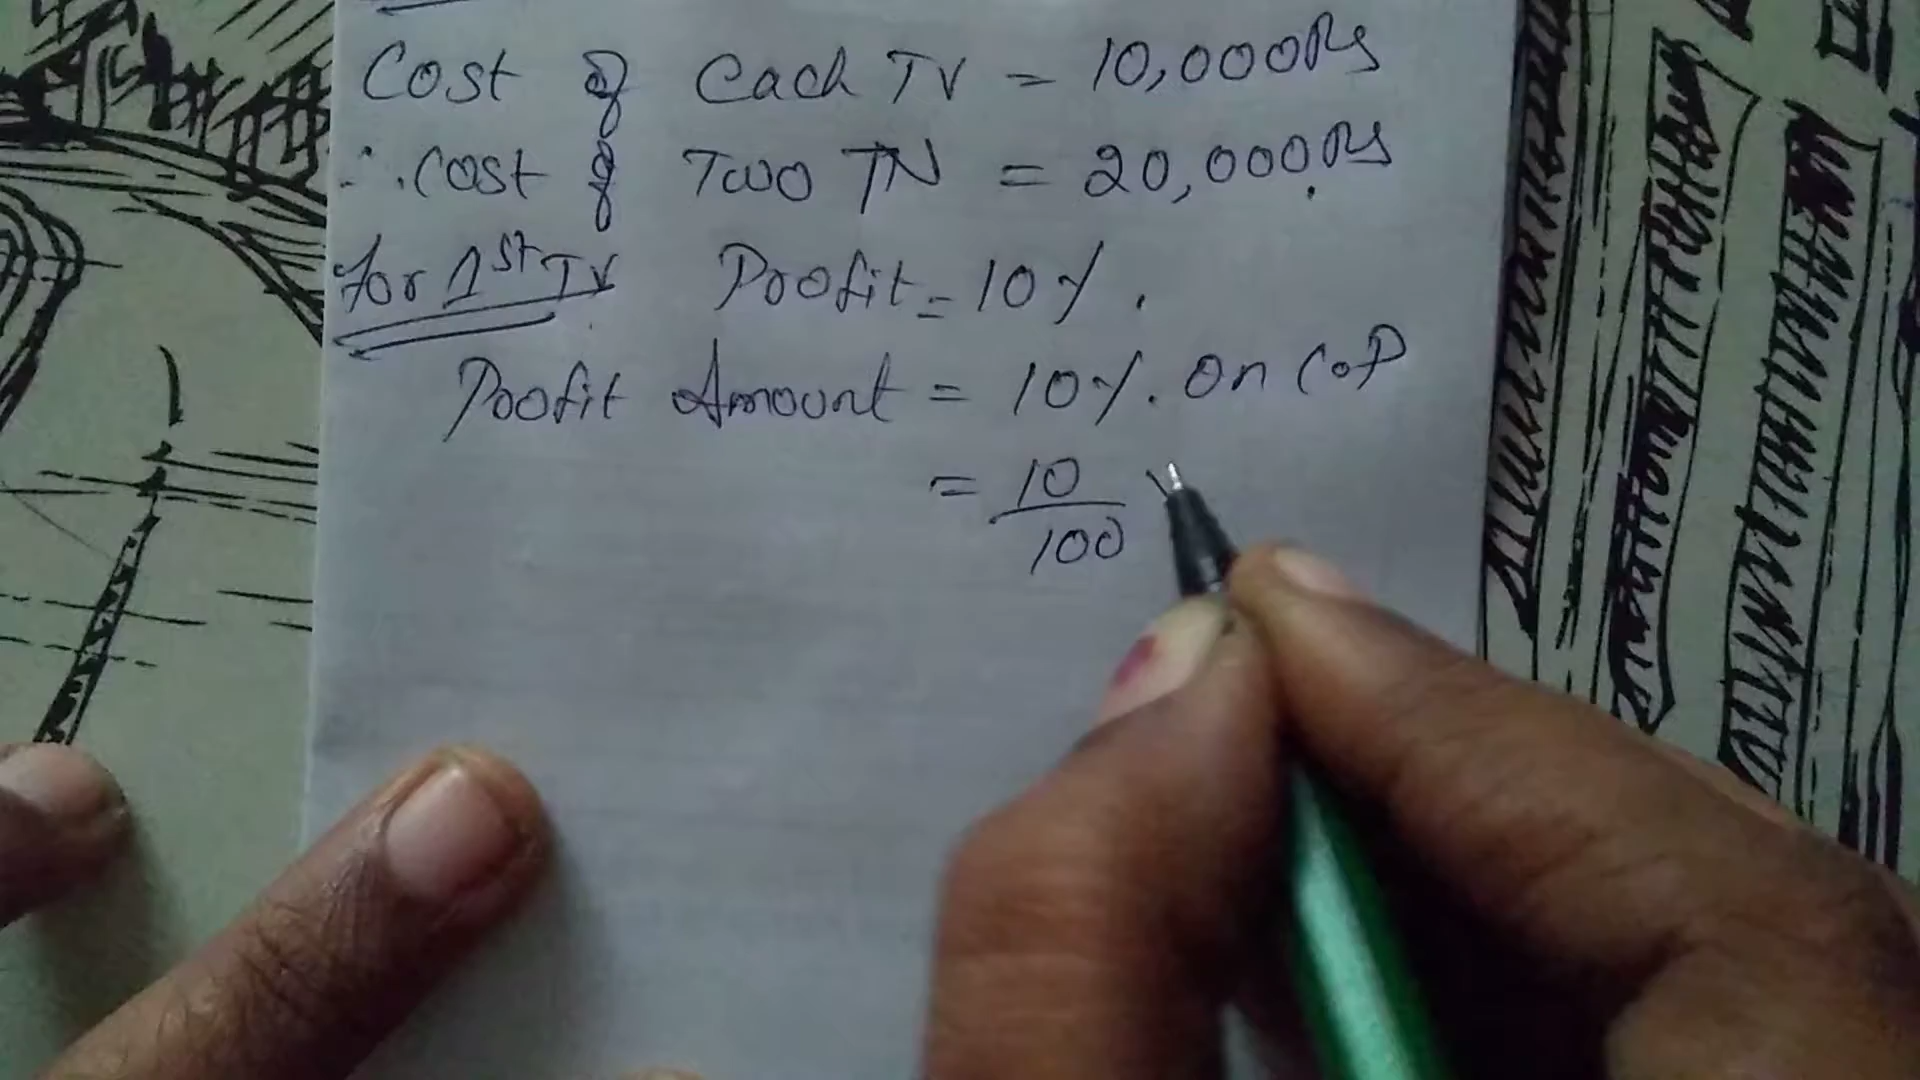 Cost of Each TV = 10,000Rs
∴ Cost of Two TV = 20,000Rs.
for 1st TV Profit = 10%.
Profit Amount = 10%. on C.P
= 10/100